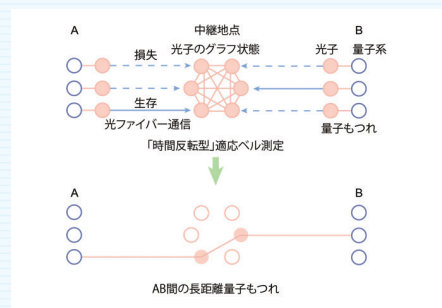 A 中継地点 B
損失 光子のグラフ状態 光子 量子系
生存
光ファイバー通信 量子もつれ
「時間反転型」適応ベル測定
A B
AB間の長距離量子もつれ